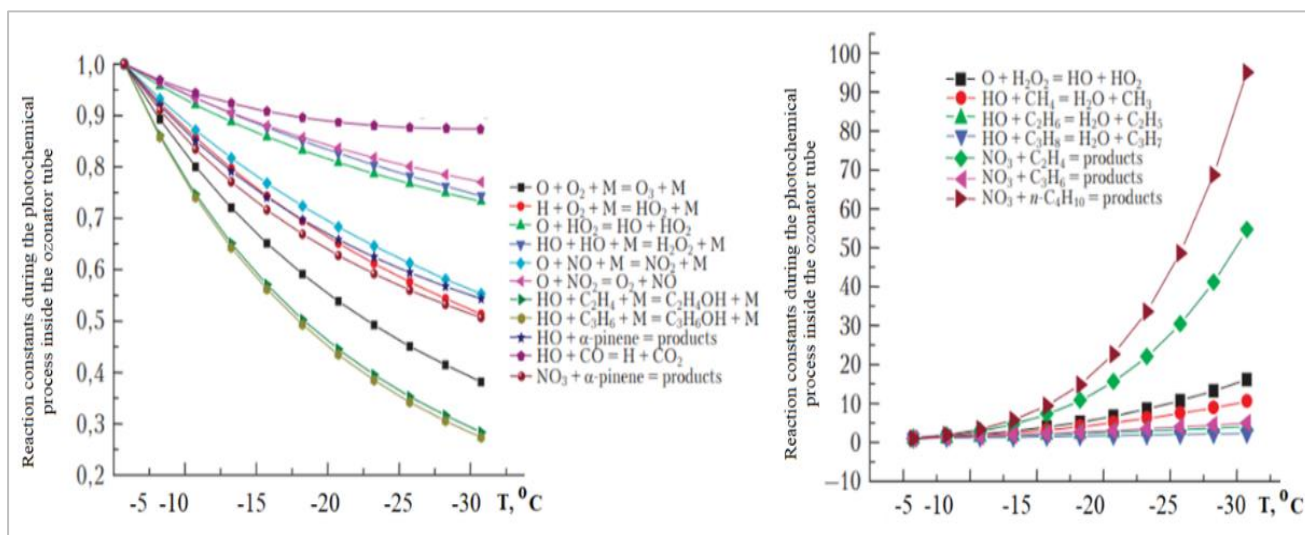 Reaction constants during the photochemical
process inside the ozonator tube
1,0
0,9
0,8
0,7
0,6
0,5
0,4
0,3
0,2
O + O₂ + M = O₃ + M
H + O₂ + M = HO₂ + M
O + HO₂ = HO + HO₂
HO + HO + M = H₂O₂ + M
O + NO + M = NO₂ + M
O + NO₂ = O₂ + NO
HO + C₂H₄ + M = C₂H₄OH + M
HO + C₃H₆ + M = C₃H₆OH + M
HO + α-pinene = products
HO + CO = H + CO₂
NO₃ + α-pinene = products
-5 -10 -15 -20 -25 -30 T, ⁰C
Reaction constants during the photochemical
process inside the ozonator tube
100
90
80
70
60
50
40
30
20
10
0
−10
O + H₂O₂ = HO + HO₂
HO + CH₄ = H₂O + CH₃
HO + C₂H₆ = H₂O + C₂H₅
HO + C₃H₈ = H₂O + C₃H₇
NO₃ + C₂H₄ = products
NO₃ + C₃H₆ = products
NO₃ + n-C₄H₁₀ = products
-5 -10 -15 -20 -25 -30 T, ⁰C